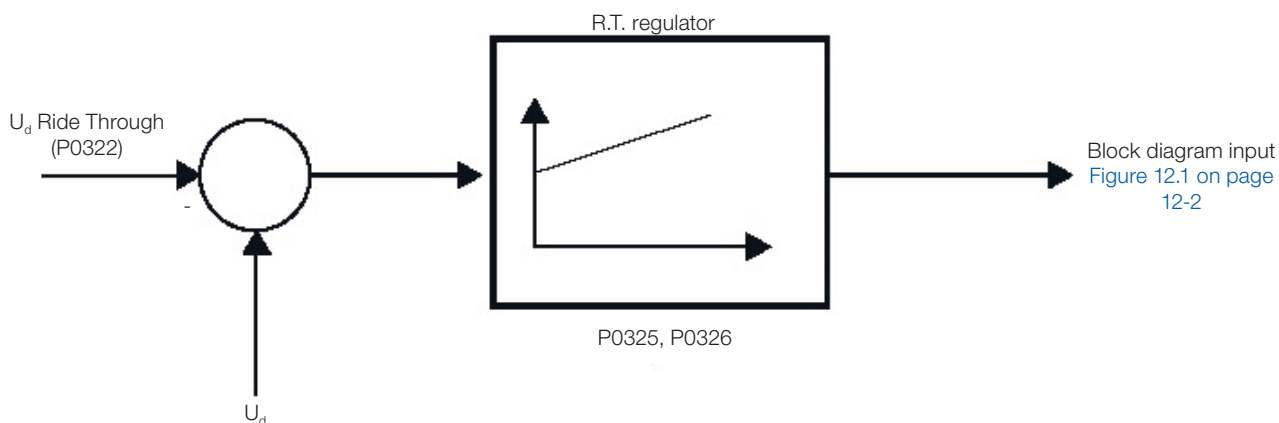 R.T. regulator
U_d Ride Through
(P0322)
-
Block diagram input
Figure 12.1 on page
12-2
P0325, P0326
U_d